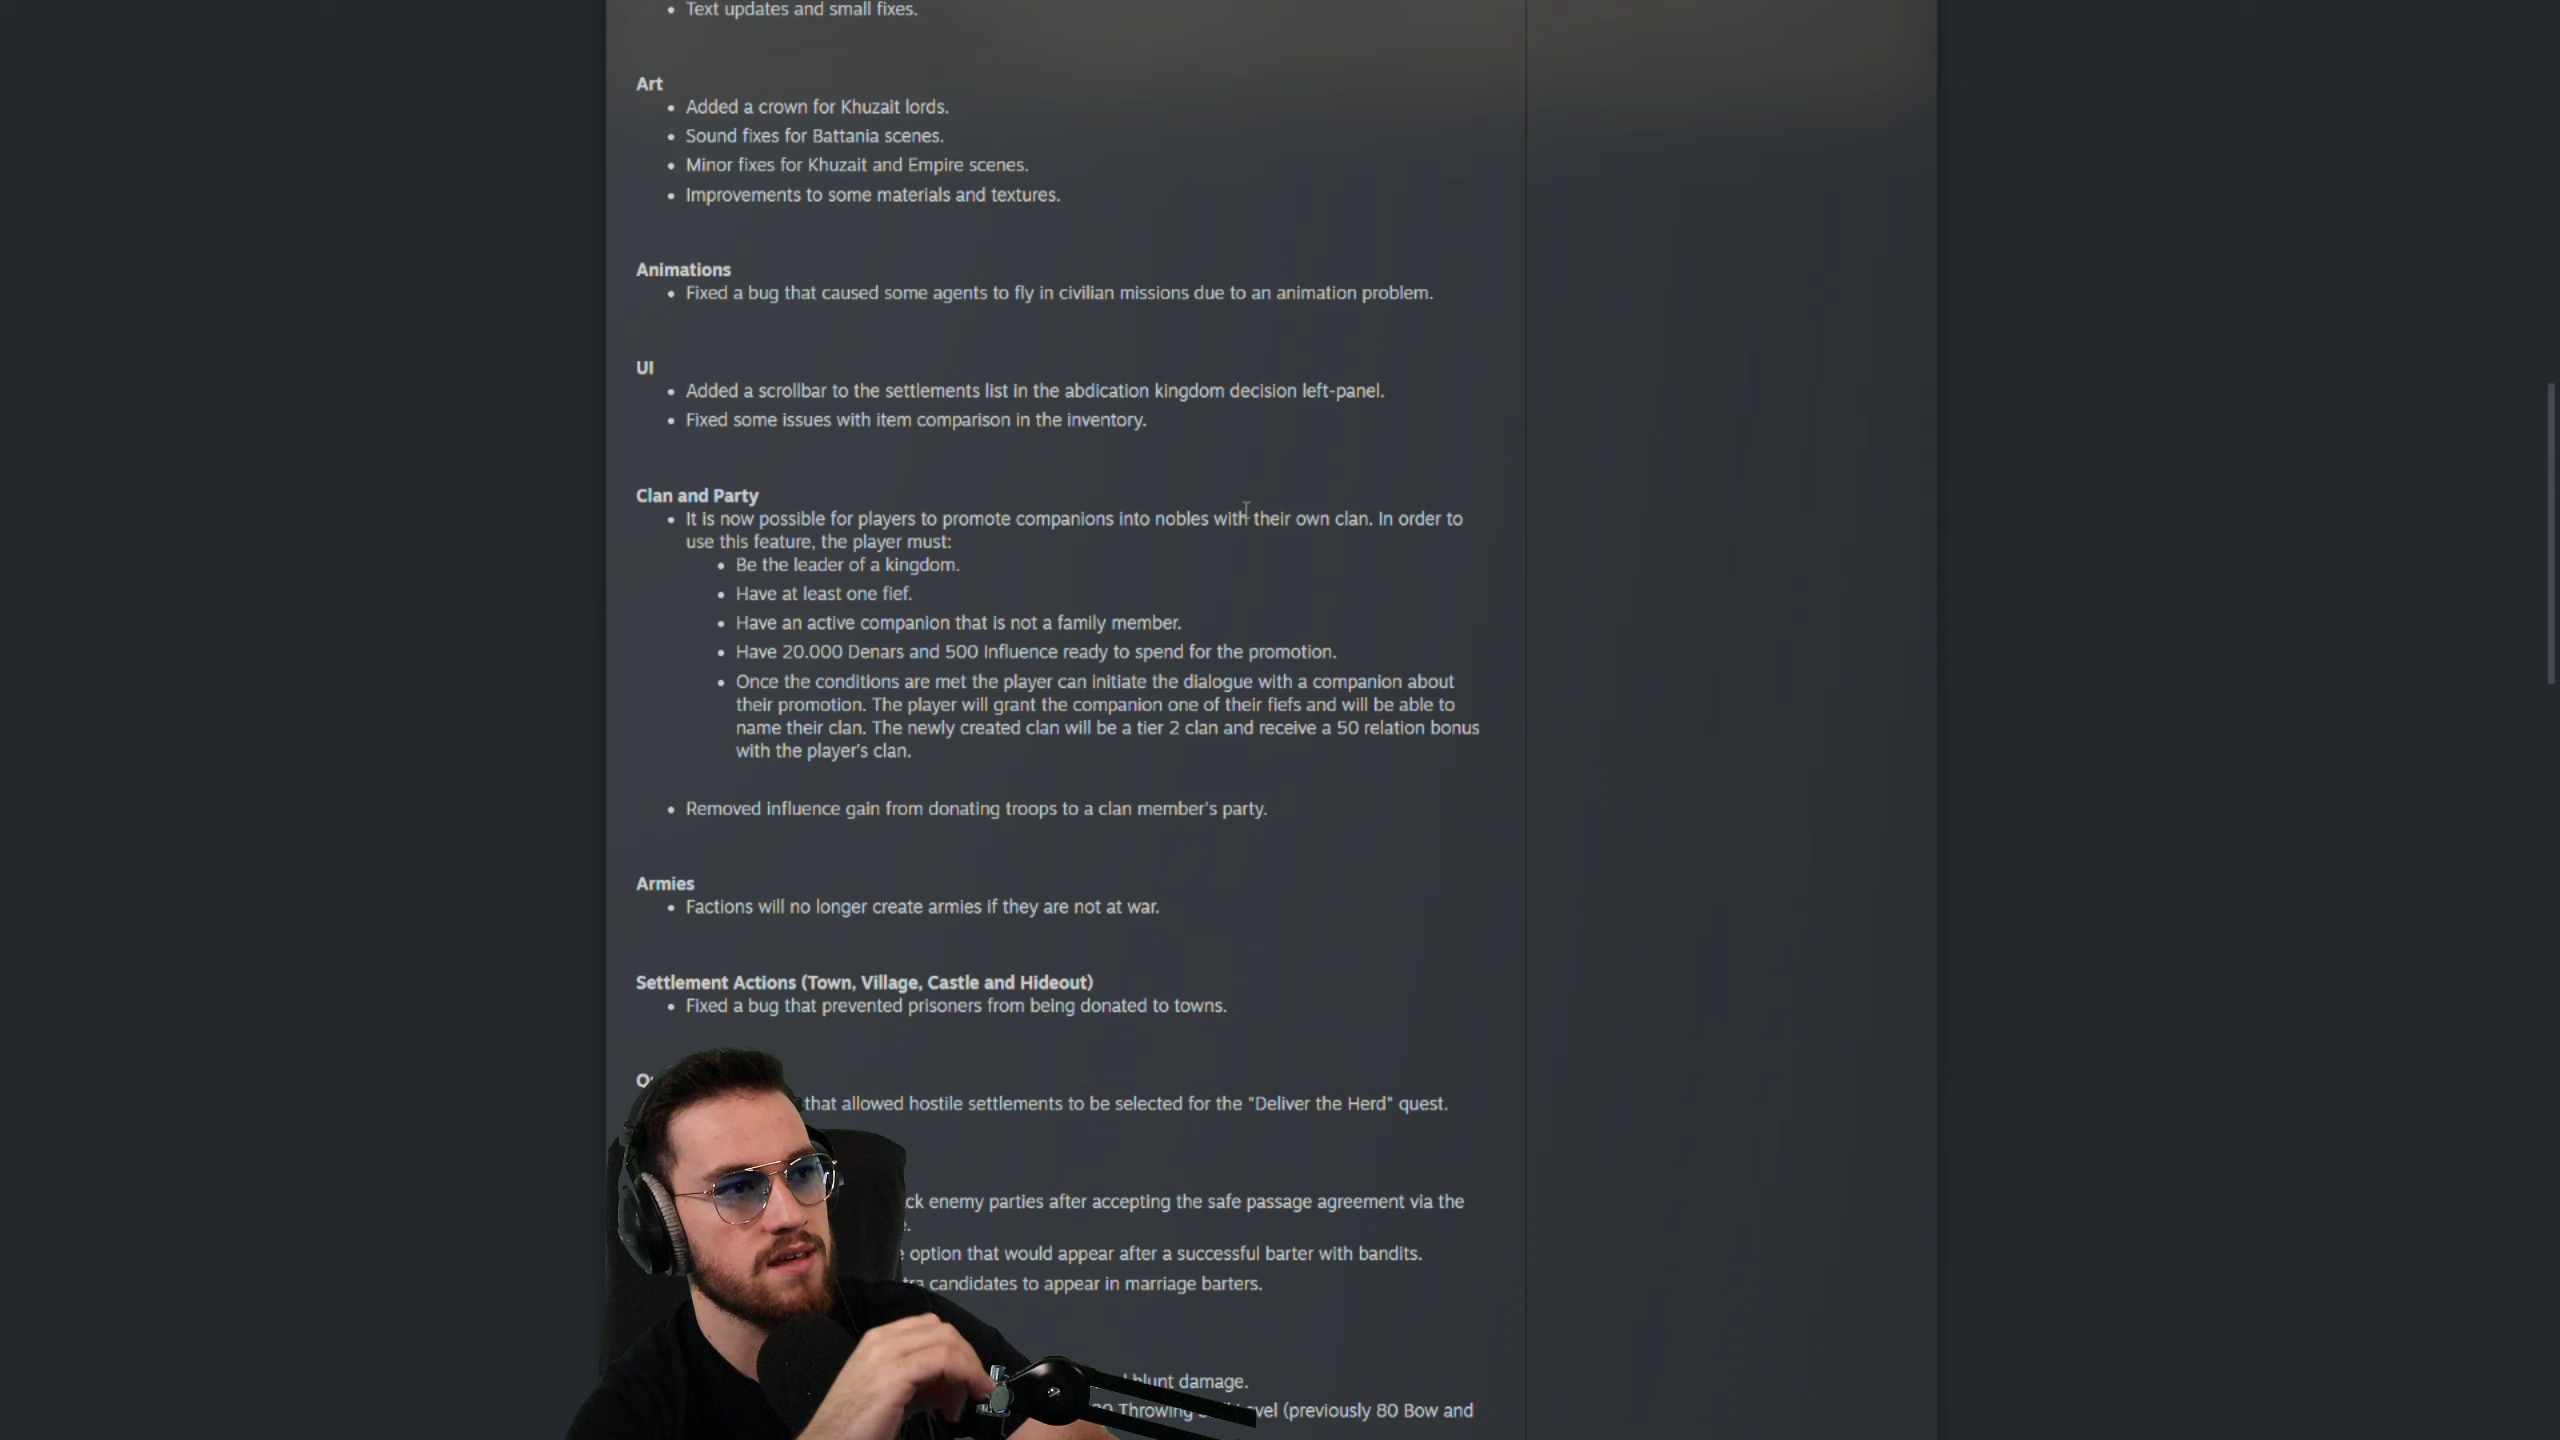 Text updates and small fixes.
Art
Added a crown for Khuzait lords.
Sound fixes for Battania scenes.
Minor fixes for Khuzait and Empire scenes.
Improvements to some materials and textures.
Animations
Fixed a bug that caused some agents to fly in civilian missions due to an animation problem.
UI
Added a scrollbar to the settlements list in the abdication kingdom decision left-panel.
Fixed some issues with item comparison in the inventory.
Clan and Party
It is now possible for players to promote companions into nobles with their own clan. In order to
use this feature, the player must:
Be the leader of a kingdom.
Have at least one fief.
Have an active companion that is not a family member.
Have 20.000 Denars and 500 Influence ready to spend for the promotion.
Once the conditions are met the player can initiate the dialogue with a companion about
their promotion. The player will grant the companion one of their fiefs and will be able to
name their clan. The newly created clan will be a tier 2 clan and receive a 50 relation bonus
with the player's clan.
Removed influence gain from donating troops to a clan member's party.
Armies
Factions will no longer create armies if they are not at war.
Settlement Actions (Town, Village, Castle and Hideout)
Fixed a bug that prevented prisoners from being donated to towns.
that allowed hostile settlements to be selected for the "Deliver the Herd" quest.
enemy parties after accepting the safe passage agreement via the
option that would appear after a successful barter with bandits.
candidates to appear in marriage barters.
blunt damage.
Throwing (previously 80 Bow and